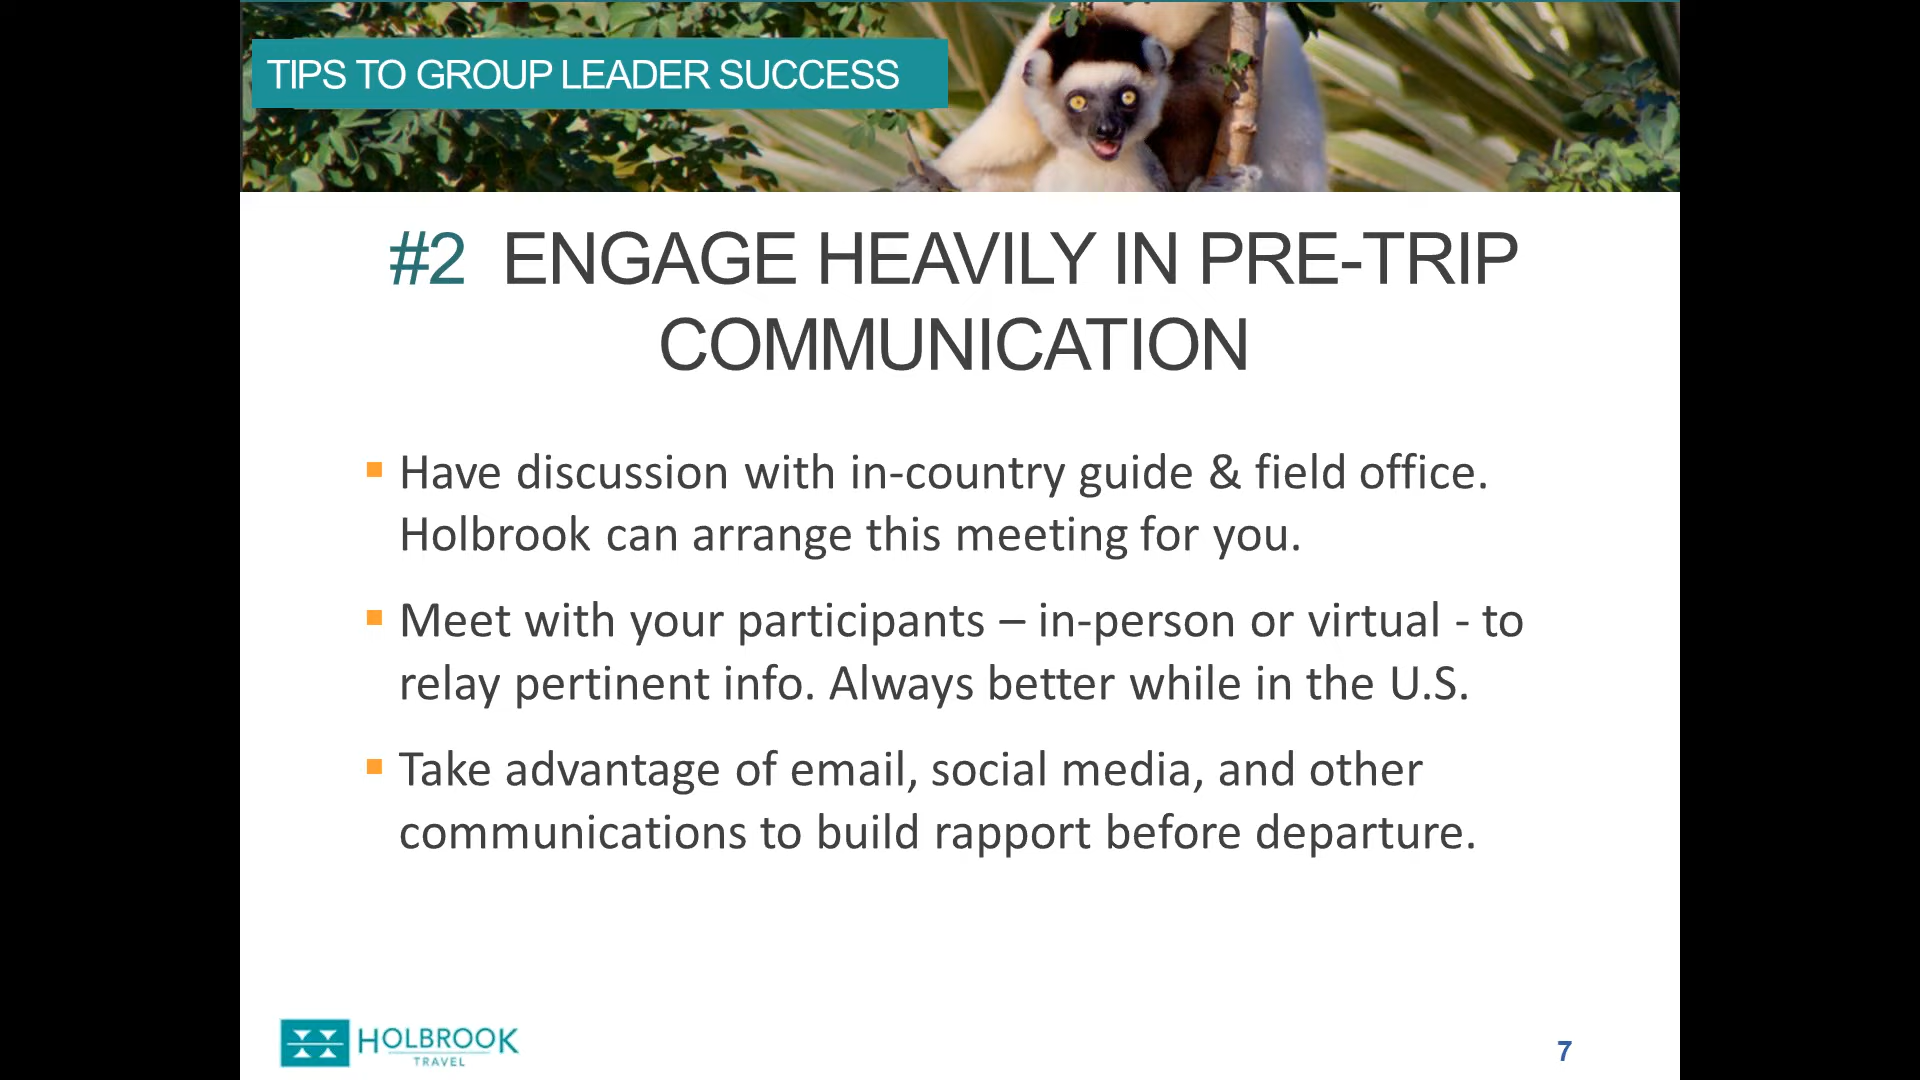 TIPS TO GROUP LEADER SUCCESS
#2 ENGAGE HEAVILY IN PRE-TRIP
COMMUNICATION
Have discussion with in-country guide & field office.
Holbrook can arrange this meeting for you.
Meet with your participants – in-person or virtual - to
relay pertinent info. Always better while in the U.S.
Take advantage of email, social media, and other
communications to build rapport before departure.
HOLBROOK
TRAVEL
7